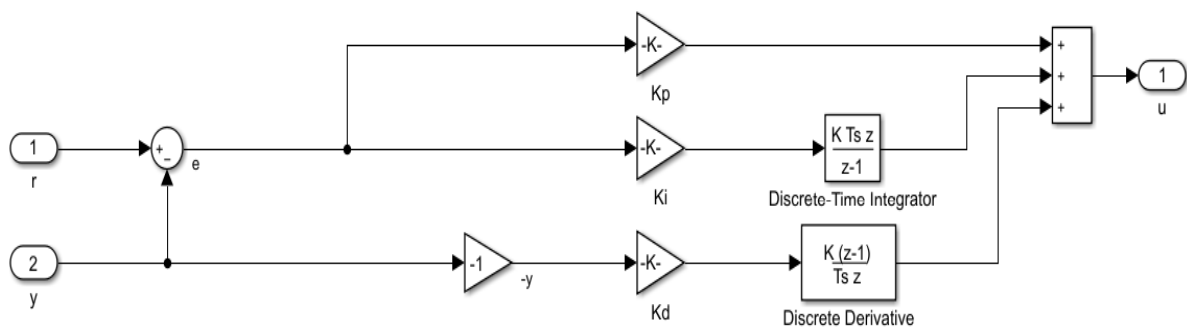 -K-
+
1
Kp
+
u
+
1
+
-
e
-K-
K Ts z
z-1
r
Ki
Discrete-Time Integrator
2
-1
-y
-K-
K (z-1)
Ts z
y
Kd
Discrete Derivative